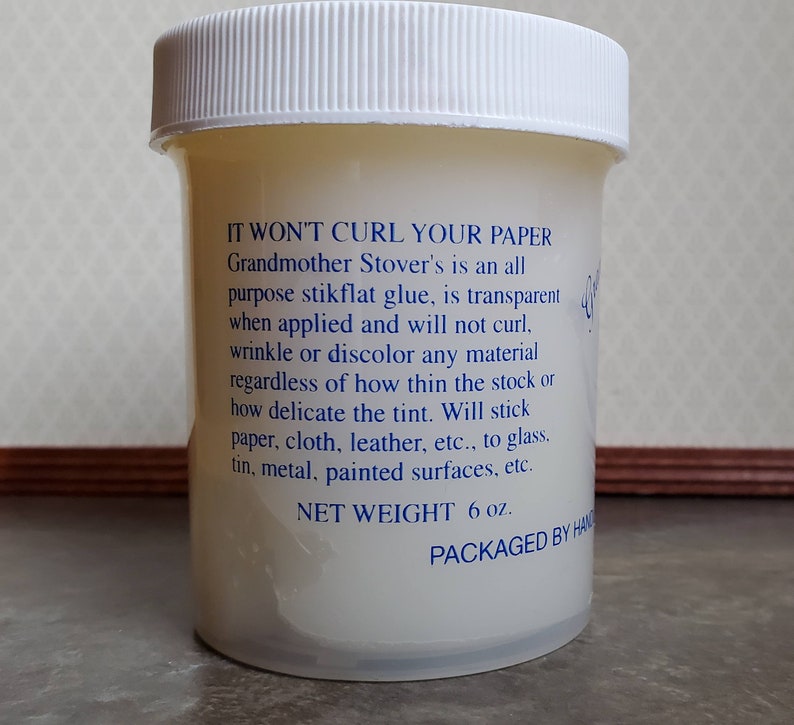 IT WON'T CURL YOUR PAPER
Grandmother Stover's is an all
purpose stikflat glue, is transparent
when applied and will not curl,
wrinkle or discolor any material
regardless of how thin the stock or
how delicate the tint. Will stick
paper, cloth, leather, etc., to glass,
tin, metal, painted surfaces, etc.
NET WEIGHT 6 oz.
PACKAGED BY